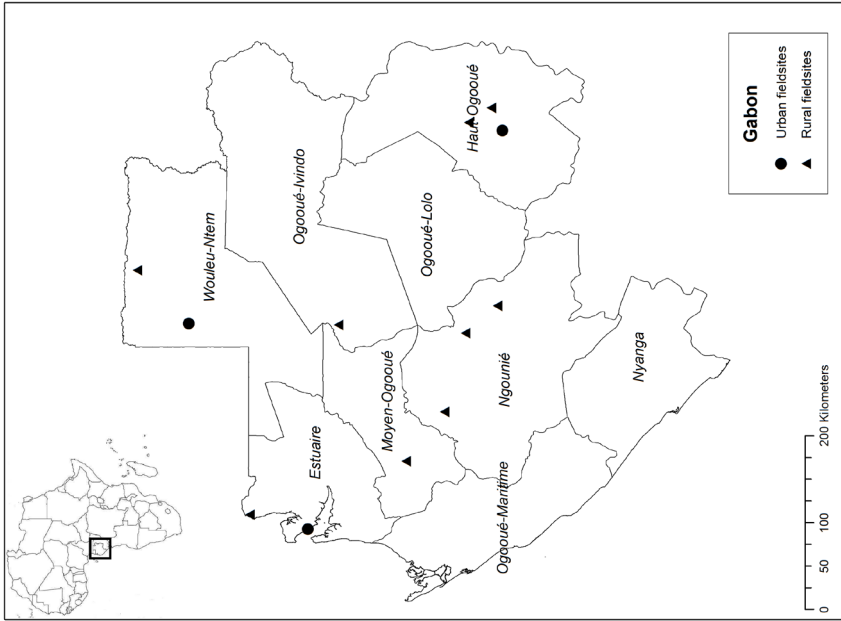 Wouleu-Ntem
Ogooué-Ivindo
Estuaire
Moyen-Ogooué
Ogooué-Lolo
Haut-Ogooué
Ngounié
Ogooué-Maritime
Nyanga
Gabon
Urban fieldsites
Rural fieldsites
0 50 100 200 Kilometers